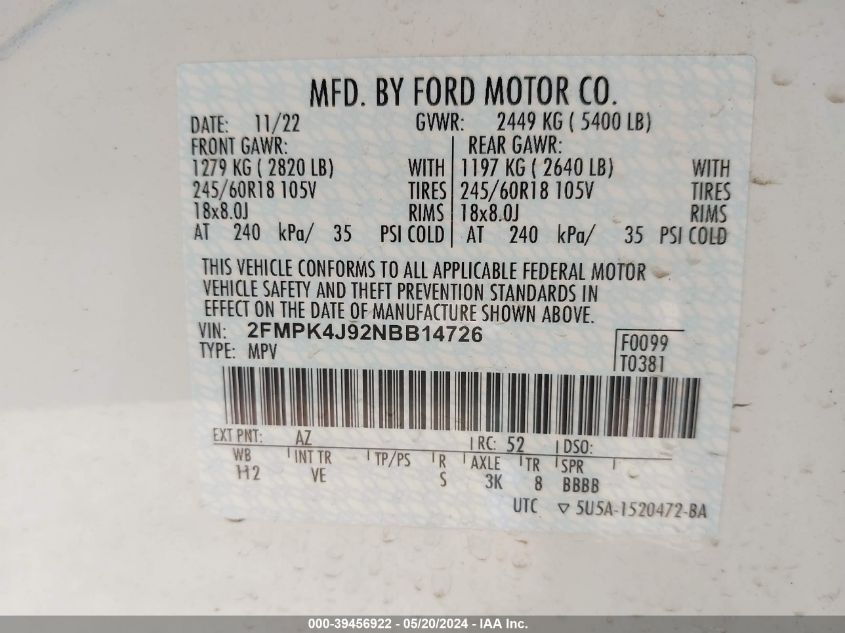 MFD. BY FORD MOTOR CO.
DATE: 11/22 GVWR: 2449 KG ( 5400 LB)
FRONT GAWR: REAR GAWR:
1279 KG ( 2820 LB) WITH 1197 KG ( 2640 LB) WITH
245/60R18 105V TIRES 245/60R18 105V TIRES
18x8.0J RIMS 18x8.0J RIMS
AT 240 kPa/ 35 PSI COLD AT 240 kPa/ 35 PSI COLD
THIS VEHICLE CONFORMS TO ALL APPLICABLE FEDERAL MOTOR
VEHICLE SAFETY AND THEFT PREVENTION STANDARDS IN
EFFECT ON THE DATE OF MANUFACTURE SHOWN ABOVE.
VIN: 2FMPK4J92NBB14726 F0099
TYPE: MPV T0381
EXT PNT: AZ RC: 52 DSO:
WB INT TR TP/PS R AXLE TR SPR
112 VE S 3K 8 BBBB
UTC ▽ 5U5A-1520472-BA
000-39456922 - 05/20/2024 - IAA Inc.